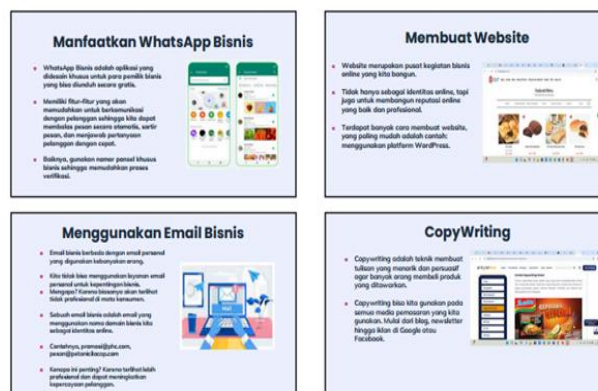 Manfaatkan WhatsApp Bisnis
WhatsApp Bisnis adalah aplikasi yang
didesain khusus untuk para pemilik bisnis
yang bisa diunduh secara gratis.
Memiliki fitur-fitur yang akan
memudahkan untuk berkomunikasi
dengan pelanggan sehingga kita dapat
membalas pesan secara otomatis, sortir
pesan, dan menjawab pertanyaan
pelanggan dengan cepat.
Baiknya, gunakan nomor ponsel khusus
bisnis sehingga memudahkan proses
verifikasi.
Membuat Website
Website merupakan pusat kegiatan bisnis
online yang kita bangun.
Tidak hanya sebagai identitas online, tapi
juga untuk membangun reputasi online
yang baik dan profesional.
Terdapat banyak cara membuat website,
yang paling mudah adalah contoh:
menggunakan platform WordPress.
Menggunakan Email Bisnis
Email bisnis berbeda dengan email personal
yang digunakan kebanyakan orang.
Kita tidak bisa menggunakan layanan email
personal untuk kepentingan bisnis.
Mengapa? Karena biasanya akan terlihat
tidak profesional di mata konsumen.
Sebuah email bisnis adalah email yang
menggunakan nama domain bisnis kita
sebagai identitas online.
Contohnya, promosi@phc.com,
Kenapa ini penting? Karena terlihat lebih
profesional dan dapat meningkatkan
kepercayaan pelanggan.
CopyWriting
Copywriting adalah teknik membuat
tulisan yang menarik dan persuasif
agar banyak orang membeli produk
yang ditawarkan.
Copywriting bisa kita gunakan pada
semua media pemasaran yang kita
gunakan. Mulai dari blog, newsletter
hingga iklan di Google atau
Facebook.